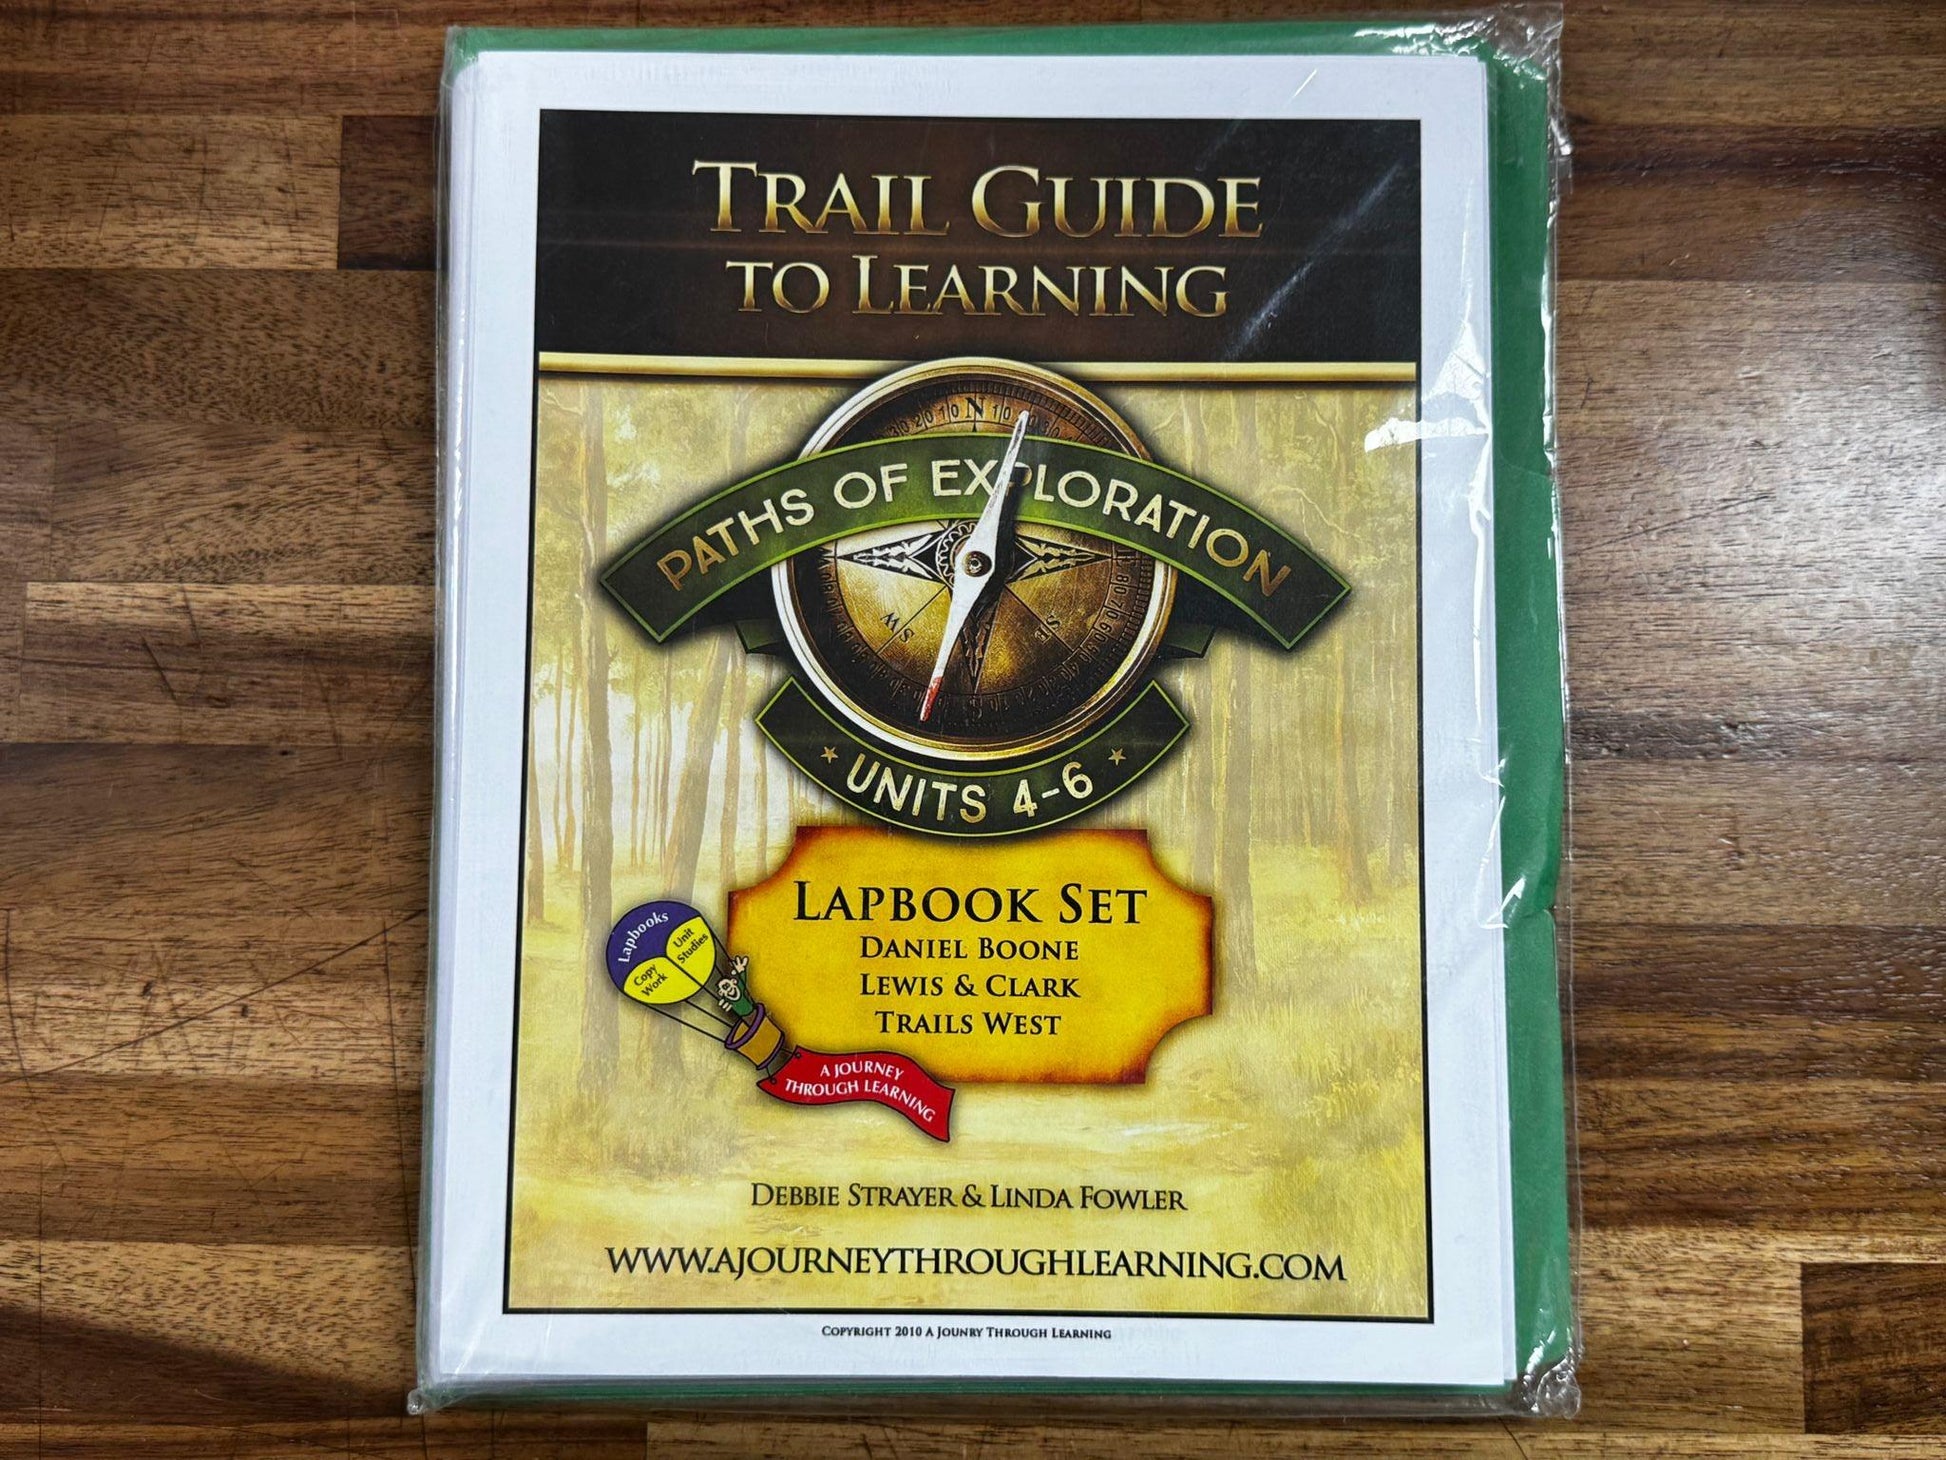 TRAIL GUIDE
TO LEARNING
N
PATHS OF EXPLORATION
SW
SE
S
★ UNITS 4-6 ★
LAPBOOK SET
DANIEL BOONE
LEWIS & CLARK
TRAILS WEST
Lapbooks
Unit
Studies
Copy
Work
A JOURNEY
THROUGH LEARNING
DEBBIE STRAYER & LINDA FOWLER
WWW.AJOURNEYTHROUGHLEARNING.COM
COPYRIGHT 2010 A JOUNRY THROUGH LEARNING